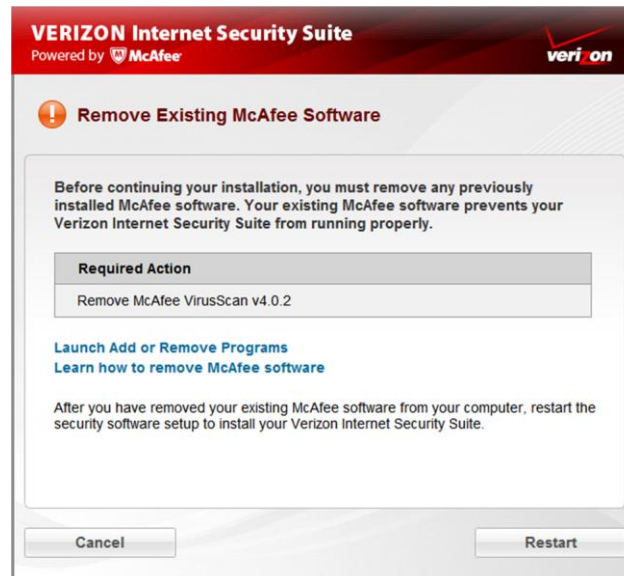 VERIZON Internet Security Suite
Powered by McAfee
verizon
Remove Existing McAfee Software
Before continuing your installation, you must remove any previously
installed McAfee software. Your existing McAfee software prevents your
Verizon Internet Security Suite from running properly.
Required Action
Remove McAfee VirusScan v4.0.2
Launch Add or Remove Programs
Learn how to remove McAfee software
After you have removed your existing McAfee software from your computer, restart the
security software setup to install your Verizon Internet Security Suite.
Cancel
Restart